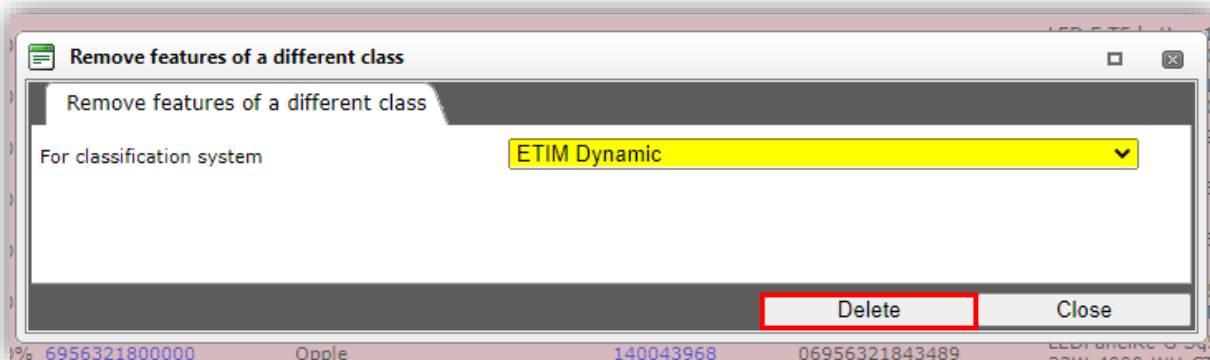 Remove features of a different class
Remove features of a different class
For classification system
ETIM Dynamic
Delete
Close
% 6956321800000 Opple 140043968 06956321843489